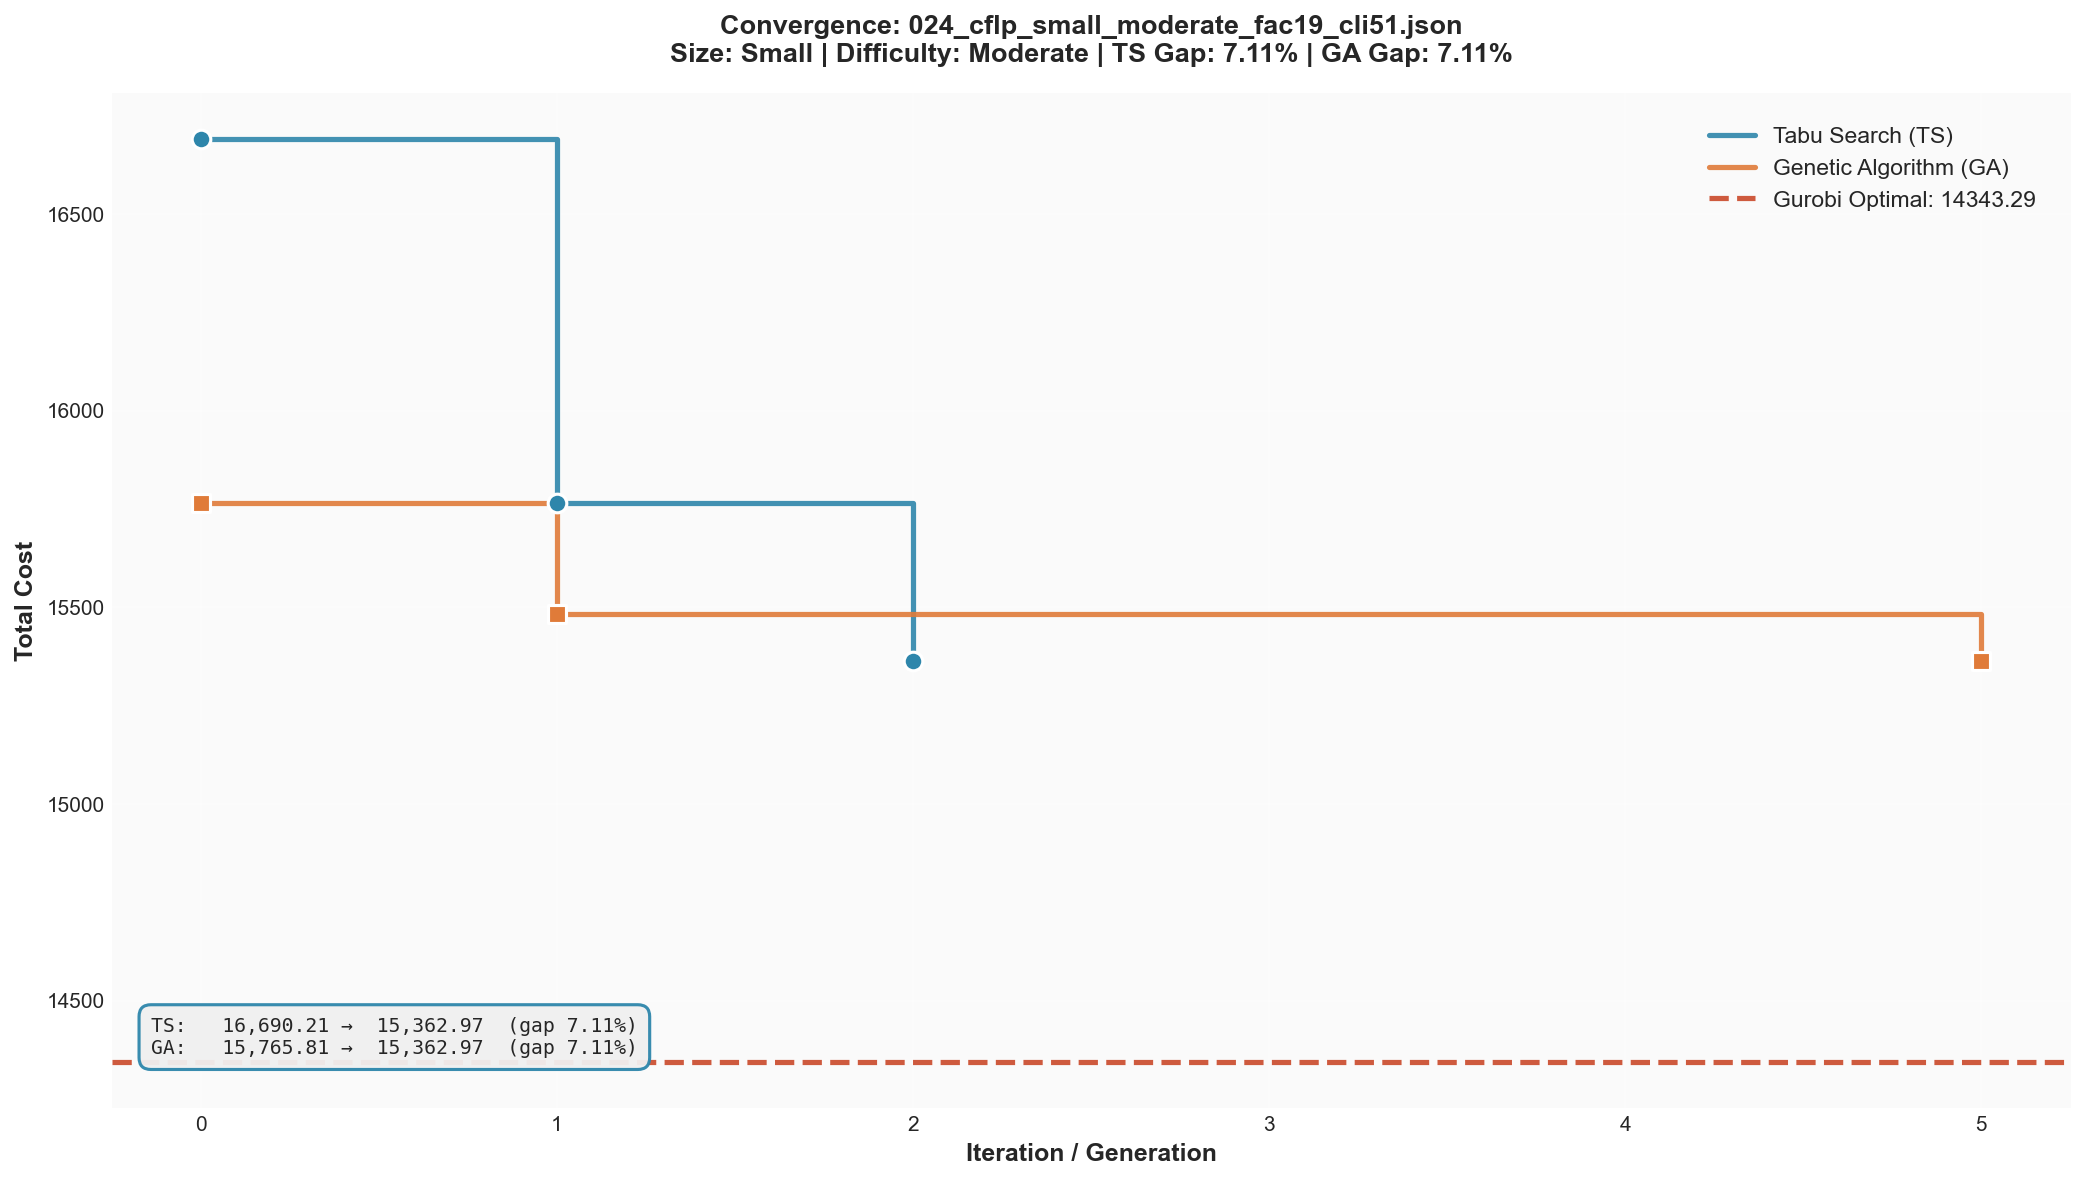 Convergence: 024_cflp_small_moderate_fac19_cli51.json
Size: Small | Difficulty: Moderate | TS Gap: 7.11% | GA Gap: 7.11%
Tabu Search (TS)
Genetic Algorithm (GA)
Gurobi Optimal: 14343.29
Total Cost
16500
16000
15500
15000
14500
TS:   16,690.21 →  15,362.97  (gap 7.11%)
GA:   15,765.81 →  15,362.97  (gap 7.11%)
0 1 2 3 4 5
Iteration / Generation